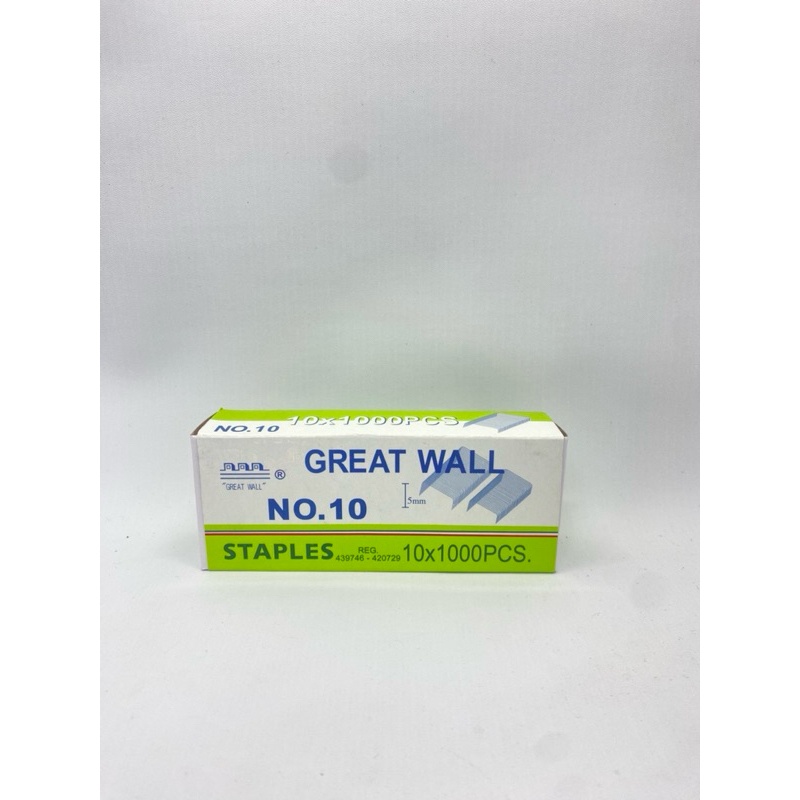 NO.10 10x1000PCS
GREAT WALL
®
"GREAT WALL"
5mm
NO.10
STAPLES REG. 439746 - 420729 10x1000PCS.